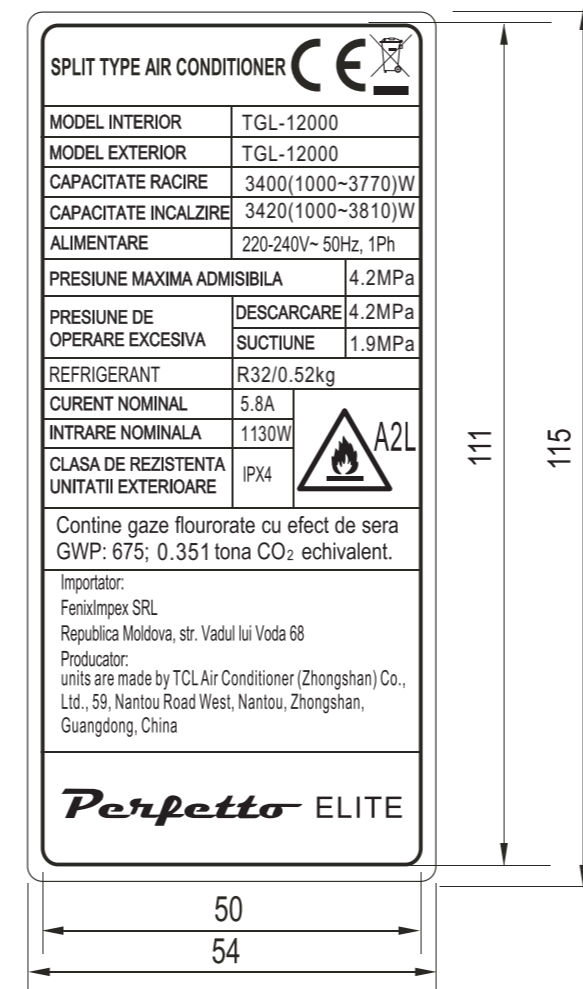 SPLIT TYPE AIR CONDITIONER CE
MODEL INTERIOR TGL-12000
MODEL EXTERIOR TGL-12000
CAPACITATE RACIRE 3400(1000~3770)W
CAPACITATE INCALZIRE 3420(1000~3810)W
ALIMENTARE 220-240V~ 50Hz, 1Ph
PRESIUNE MAXIMA ADMISIBILA 4.2MPa
PRESIUNE DE
OPERARE EXCESIVA
DESCARCARE 4.2MPa
SUCTIUNE 1.9MPa
REFRIGERANT R32/0.52kg
CURENT NOMINAL 5.8A
INTRARE NOMINALA 1130W
CLASA DE REZISTENTA
UNITATII EXTERIOARE
IPX4
A2L
Contine gaze flourorate cu efect de sera
GWP: 675; 0.351 tona CO₂ echivalent.
Importator:
FenixImpex SRL
Republica Moldova, str. Vadul lui Voda 68
Producator:
units are made by TCL Air Conditioner (Zhongshan) Co.,
Ltd., 59, Nantou Road West, Nantou, Zhongshan,
Guangdong, China
Perfetto ELITE
111
115
50
54